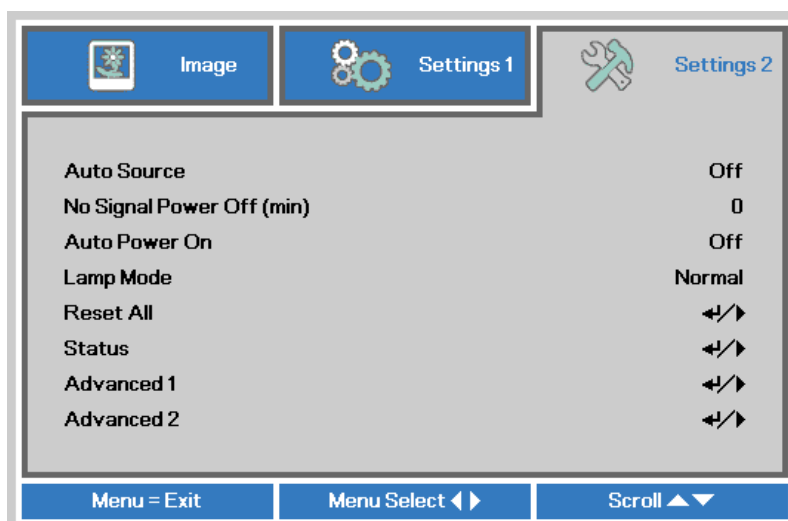 Image
Settings 1
Settings 2
Auto Source Off
No Signal Power Off (min) 0
Auto Power On Off
Lamp Mode Normal
Reset All
Status
Advanced 1
Advanced 2
Menu = Exit
Menu Select
Scroll